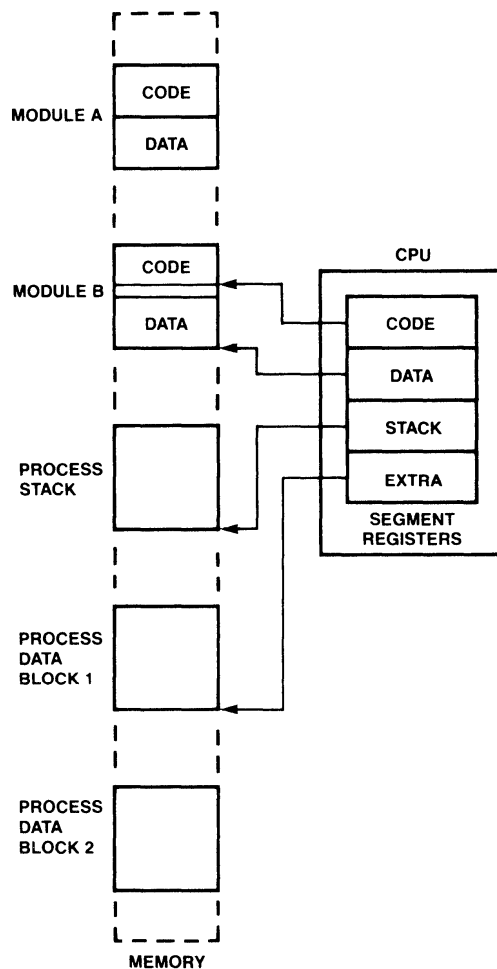 MODULE A
CODE
DATA
MODULE B
CODE
DATA
CPU
CODE
DATA
STACK
EXTRA
SEGMENT
REGISTERS
PROCESS
STACK
PROCESS
DATA
BLOCK 1
PROCESS
DATA
BLOCK 2
MEMORY